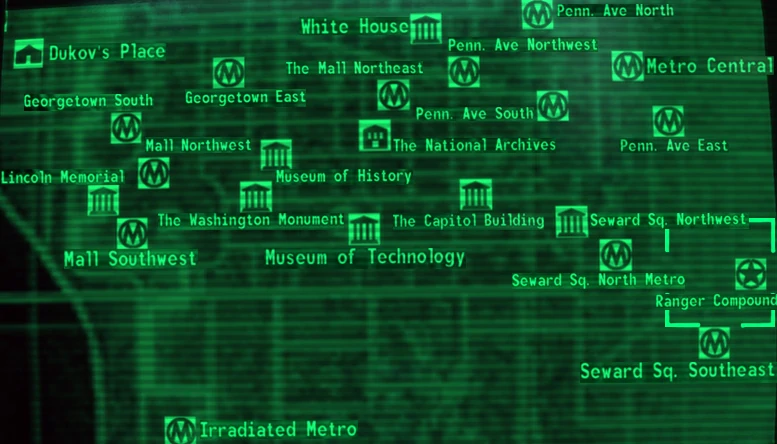 Penn. Ave North
White House
Penn. Ave Northwest
Dukov's Place
The Mall Northeast
Metro Central
Georgetown South
Georgetown East
Penn. Ave South
Mall Northwest
The National Archives
Penn. Ave East
Lincoln Memorial
Museum of History
The Washington Monument
The Capitol Building
Seward Sq. Northwest
Mall Southwest
Museum of Technology
Seward Sq. North Metro
Ranger Compound
Seward Sq. Southeast
Irradiated Metro